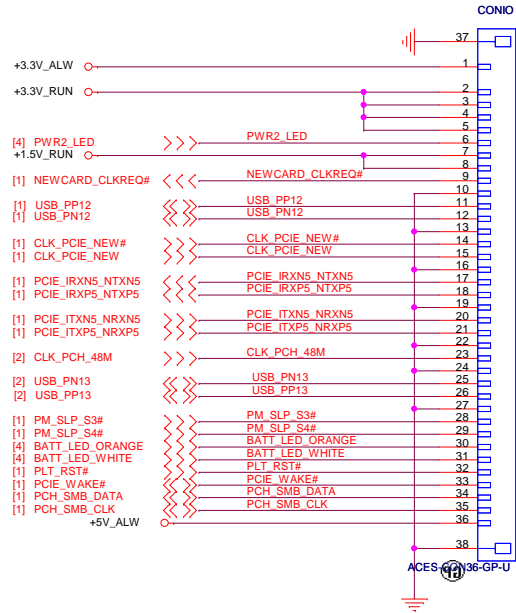 CONIO
37
+3.3V_ALW 1
+3.3V_RUN 2
3
4
5
[4] PWR2_LED PWR2_LED 6
+1.5V_RUN 7
8
[1] NEWCARD_CLKREQ# NEWCARD_CLKREQ# 9
10
[1] USB_PP12 USB_PP12 11
[1] USB_PN12 USB_PN12 12
13
[1] CLK_PCIE_NEW# CLK_PCIE_NEW# 14
[1] CLK_PCIE_NEW CLK_PCIE_NEW 15
16
[1] PCIE_IRXN5_NTXN5 PCIE_IRXN5_NTXN5 17
[1] PCIE_IRXP5_NTXP5 PCIE_IRXP5_NTXP5 18
19
[1] PCIE_ITXN5_NRXN5 PCIE_ITXN5_NRXN5 20
[1] PCIE_ITXP5_NRXP5 PCIE_ITXP5_NRXP5 21
22
[2] CLK_PCH_48M CLK_PCH_48M 23
24
[2] USB_PN13 USB_PN13 25
[2] USB_PP13 USB_PP13 26
27
[1] PM_SLP_S3# PM_SLP_S3# 28
[1] PM_SLP_S4# PM_SLP_S4# 29
[4] BATT_LED_ORANGE BATT_LED_ORANGE 30
[4] BATT_LED_WHITE BATT_LED_WHITE 31
[1] PLT_RST# PLT_RST# 32
[1] PCIE_WAKE# PCIE_WAKE# 33
[1] PCH_SMB_DATA PCH_SMB_DATA 34
[1] PCH_SMB_CLK PCH_SMB_CLK 35
+5V_ALW 36
38
ACES-CON36-GP-U